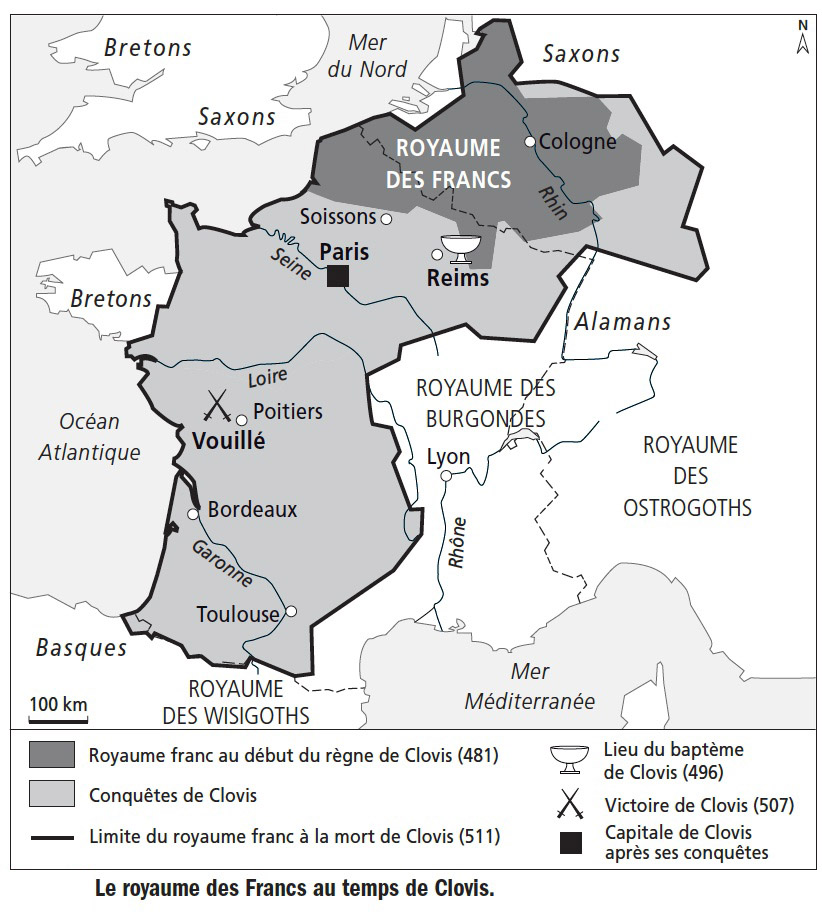 Bretons
Mer
du Nord
Saxons
N
Saxons
ROYAUME
DES FRANCS
Cologne
Rhin
Soissons
Seine
Paris
Reims
Bretons
Alamans
Loire
ROYAUME DES
BURGONDES
Poitiers
Vouillé
Océan
Atlantique
Lyon
ROYAUME
DES
OSTROGOTHS
Bordeaux
Garonne
Rhône
Toulouse
Basques
Mer
Méditerranée
ROYAUME
DES WISIGOTHS
100 km
Royaume franc au début du règne de Clovis (481)
Conquêtes de Clovis
Limite du royaume franc à la mort de Clovis (511)
Lieu du baptème
de Clovis (496)
Victoire de Clovis (507)
Capitale de Clovis
après ses conquêtes
Le royaume des Francs au temps de Clovis.